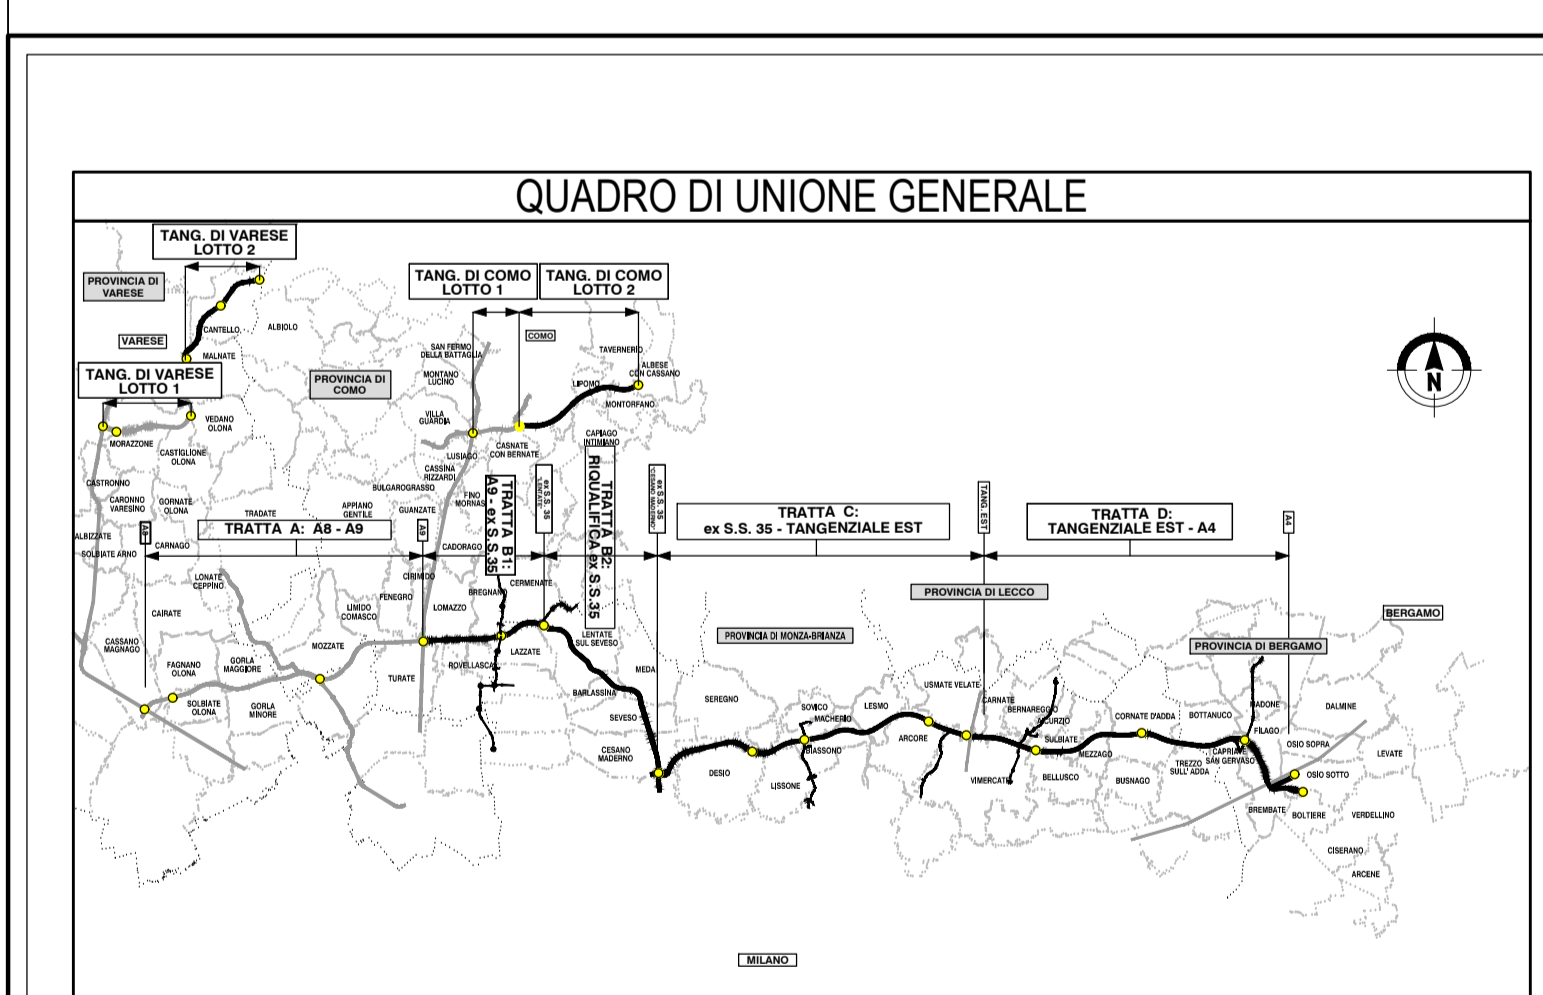 QUADRO DI UNIONE GENERALE
TANG. DI VARESE
LOTTO 2
PROVINCIA DI
VARESE
CANTELLO
ALBIOLO
VARESE
MALNATE
TANG. DI VARESE
LOTTO 1
VEDANO
OLONA
MORAZZONE
CASTIGLIONE
OLONA
PROVINCIA DI
COMO
TANG. DI COMO
LOTTO 1
TANG. DI COMO
LOTTO 2
COMO
SAN FERMO
DELLA BATTAGLIA
TAVERNERIO
MONTANO
LUCINO
ALBESE
CON CASSANO
LIPOMO
MONTORFANO
VILLA
GUARDIA
CAPIAGO
INTIMIANO
LUSIAGO
CASNATE
CON BERNATE
CASSINA
RIZZARDI
BULGAROGRASSO
FINO
MORNAS
N
CASTRONNO
CARONNO
VARESINO
GORNATE
OLONA
TRADATE
APPIANO
GENTILE
GUANZATE
ALBIZZATE
SOLBIATE ARNO
CARNAGO
A8
TRATTA A: A8 - A9
A9
CADORAGO
TRATTA B1:
A9 - ex S.S.35
ex S.S. 35
"LENTATE"
TRATTA B2:
RIQUALIFICA ex S.S.35
ex S.S. 35
"CESANO MADERNO"
TRATTA C:
ex S.S. 35 - TANGENZIALE EST
TANG. EST
TRATTA D:
TANGENZIALE EST - A4
A4
LONATE
CEPPINO
CIRIMIDO
CERMENATE
BREGNANO
FENEGRO
LOMAZZO
LIMIDO
COMASCO
CAIRATE
CASSANO
MAGNAGO
MOZZATE
LENTATE
SUL SEVESO
LAZZATE
ROVELLASCA
FAGNANO
OLONA
GORLA
MAGGIORE
TURATE
MEDA
SOLBIATE
OLONA
GORLA
MINORE
BARLASSINA
SEVESO
CESANO
MADERNO
PROVINCIA DI LECCO
PROVINCIA DI MONZA-BRIANZA
PROVINCIA DI BERGAMO
BERGAMO
SEREGNO
SOVICO
LESMO
MACHERIO
USMATE VELATE
CARNATE
BERNAREGGIO
AICURZIO
CORNATE D'ADDA
BOTTANUCO
MADONE
DALMINE
FILAGO
ARCORE
SULBIATE
BIASSONO
MEZZAGO
CAPRIATE
SAN GERVASO
OSIO SOPRA
LEVATE
DESIO
LISSONE
VIMERCATE
BELLUSCO
BUSNAGO
TREZZO
SULL' ADDA
OSIO SOTTO
BREMBATE
BOLTIERE
VERDELLINO
CISERANO
ARCENE
MILANO